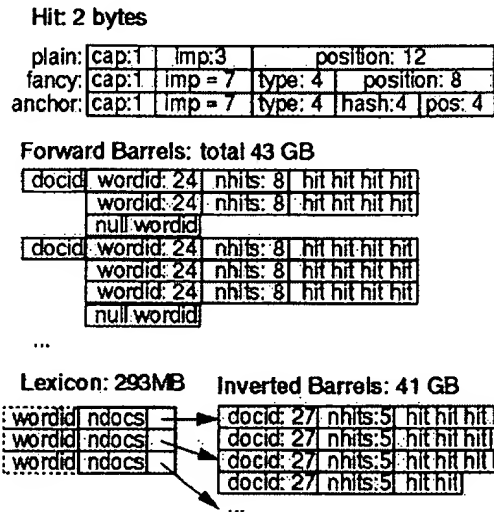 Hit: 2 bytes
plain: cap:1 imp:3 position: 12
fancy: cap:1 imp = 7 type: 4 position: 8
anchor: cap:1 imp = 7 type: 4 hash:4 pos: 4
Forward Barrels: total 43 GB
docid wordid: 24 nhits: 8 hit hit hit hit
wordid: 24 nhits: 8 hit hit hit hit
null wordid
docid wordid: 24 nhits: 8 hit hit hit hit
wordid: 24 nhits: 8 hit hit hit hit
wordid: 24 nhits: 8 hit hit hit hit
null wordid
...
Lexicon: 293MB Inverted Barrels: 41 GB
wordid ndocs docid: 27 nhits:5 hit hit hit
wordid ndocs docid: 27 nhits:5 hit hit hit
wordid ndocs docid: 27 nhits:5 hit hit hit
docid: 27 nhits:5 hit hit
...